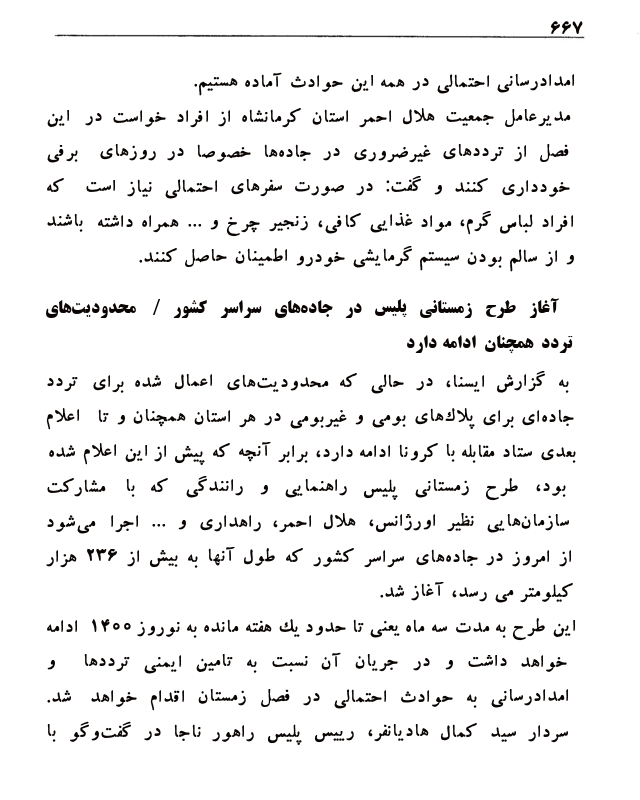 ۶۶۷
امدادرسانی احتمالی در همه این حوادث آماده هستیم.
مدیرعامل جمعیت هلال احمر استان کرمانشاه از افراد خواست در این
فصل از ترددهای غیرضروری در جاده‌ها خصوصا در روزهای برفی
خودداری کنند و گفت: در صورت سفرهای احتمالی نیاز است که
افراد لباس گرم، مواد غذایی کافی، زنجیر چرخ و ... همراه داشته باشند
و از سالم بودن سیستم گرمایشی خودرو اطمینان حاصل کنند.
آغاز طرح زمستانی پلیس در جاده‌های سراسر کشور / محدودیت‌های
تردد همچنان ادامه دارد
به گزارش ایسنا، در حالی که محدودیت‌های اعمال شده برای تردد
جاده‌ای برای پلاك‌های بومی و غیربومی در هر استان همچنان و تا اعلام
بعدی ستاد مقابله با کرونا ادامه دارد، برابر آنچه که پیش از این اعلام شده
بود، طرح زمستانی پلیس راهنمایی و رانندگی که با مشارکت
سازمان‌هایی نظیر اورژانس، هلال احمر، راهداری و ... اجرا می‌شود
از امروز در جاده‌های سراسر کشور که طول آنها به بیش از ۲۳۶ هزار
کیلومتر می رسد، آغاز شد.
این طرح به مدت سه ماه یعنی تا حدود یك هفته مانده به نوروز ۱۴۰۰ ادامه
خواهد داشت و در جریان آن نسبت به تامین ایمنی ترددها و
امدادرسانی به حوادث احتمالی در فصل زمستان اقدام خواهد شد.
سردار سید کمال هادیانفر، رییس پلیس راهور ناجا در گفت‌وگو با